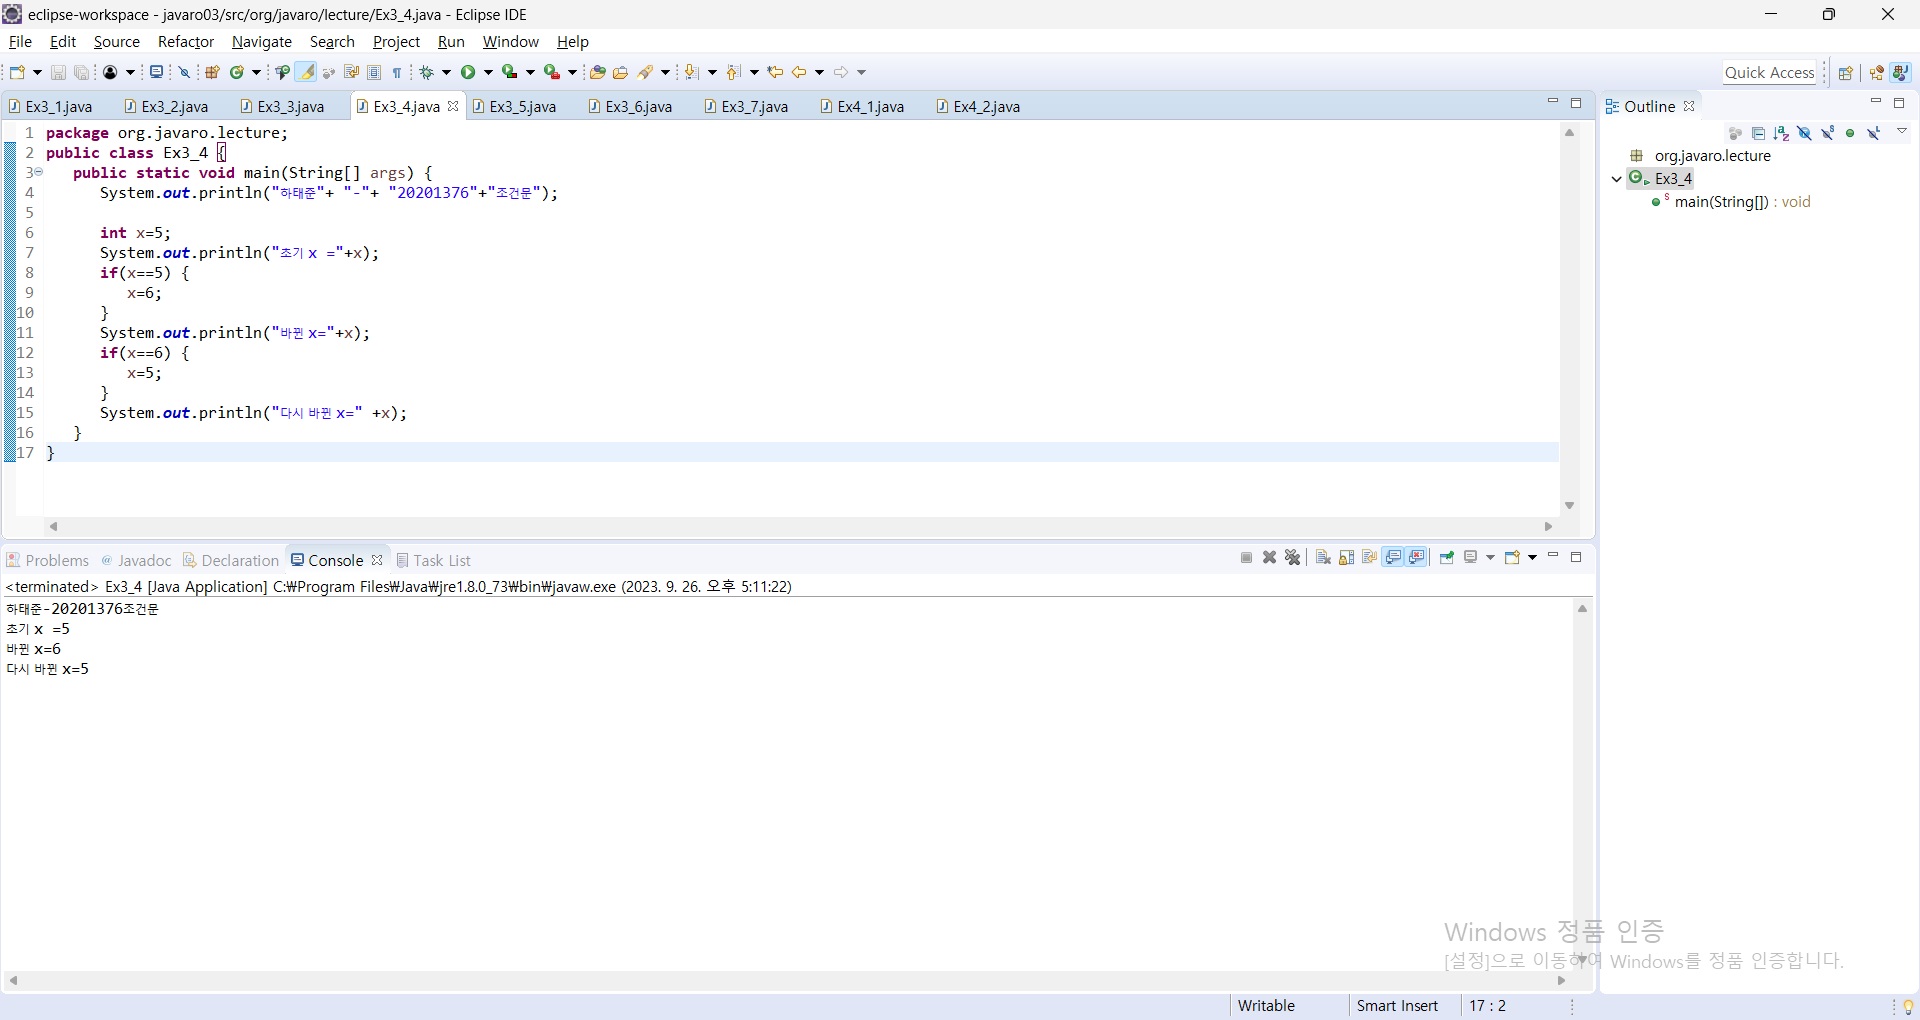 eclipse-workspace - javaro03/src/org/javaro/lecture/Ex3_4.java - Eclipse IDE
File Edit Source Refactor Navigate Search Project Run Window Help
Quick Access
Ex3_1.java Ex3_2.java Ex3_3.java Ex3_4.java Ex3_5.java Ex3_6.java Ex3_7.java Ex4_1.java Ex4_2.java
1 package org.javaro.lecture;
2 public class Ex3_4 {
3 public static void main(String[] args) {
4 System.out.println("하태준"+ "-"+ "20201376"+"조건문");
5
6 int x=5;
7 System.out.println("초기 x ="+x);
8 if(x==5) {
9 x=6;
10 }
11 System.out.println("바뀐 x="+x);
12 if(x==6) {
13 x=5;
14 }
15 System.out.println("다시 바뀐 x=" +x);
16 }
17 }
Outline
org.javaro.lecture
Ex3_4
main(String[]) : void
Problems Javadoc Declaration Console Task List
<terminated> Ex3_4 [Java Application] C:₩Program Files₩Java₩jre1.8.0_73₩bin₩javaw.exe (2023. 9. 26. 오후 5:11:22)
하태준-20201376조건문
초기 x =5
바뀐 x=6
다시 바뀐 x=5
Windows 정품 인증
[설정]으로 이동하여 Windows를 정품 인증합니다.
Writable Smart Insert 17 : 2